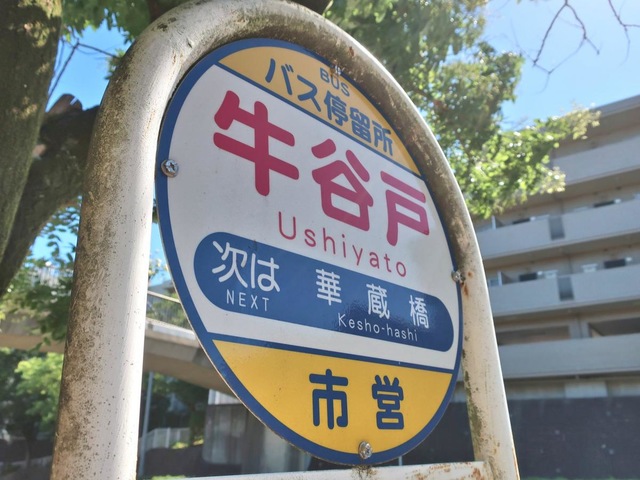 BUS
バス停留所
牛谷戸
Ushiyato
次は 華蔵橋
NEXT Kesho-hashi
市営